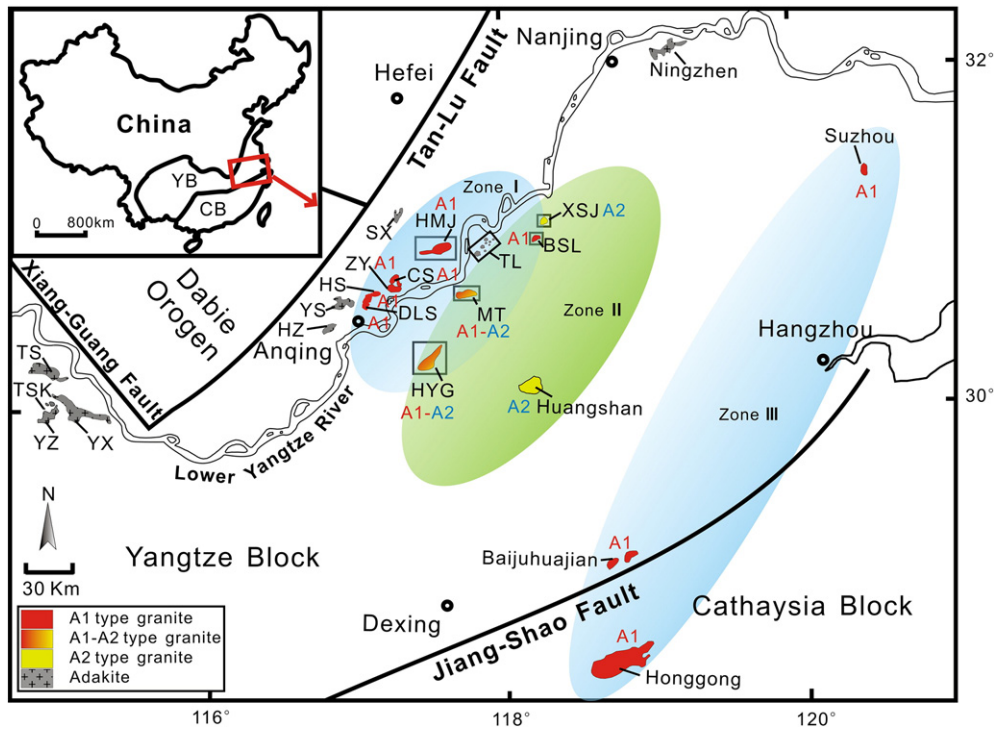 China
YB
CB
0 800km
Hefei
Tan-Lu Fault
Nanjing
Ningzhen
32°
Suzhou
A1
Zone I
A1
HMJ
SX
XSJ A2
A1 BSL
TL
ZY A1
CS A1
HS
A1
YS
DLS
HZ
A1
Anqing
MT
A1-A2
Zone II
Xiang-Guang Fault
Dabie
Orogen
TS
TSK
YZ
YX
HYG
A1-A2
A2 Huangshan
Hangzhou
30°
Zone III
Lower Yangtze River
N
30 Km
Yangtze Block
Baijuhuajian
A1
Dexing
Jiang-Shao Fault
Cathaysia Block
A1
Honggong
A1 type granite
A1-A2 type granite
A2 type granite
Adakite
116°
118°
120°